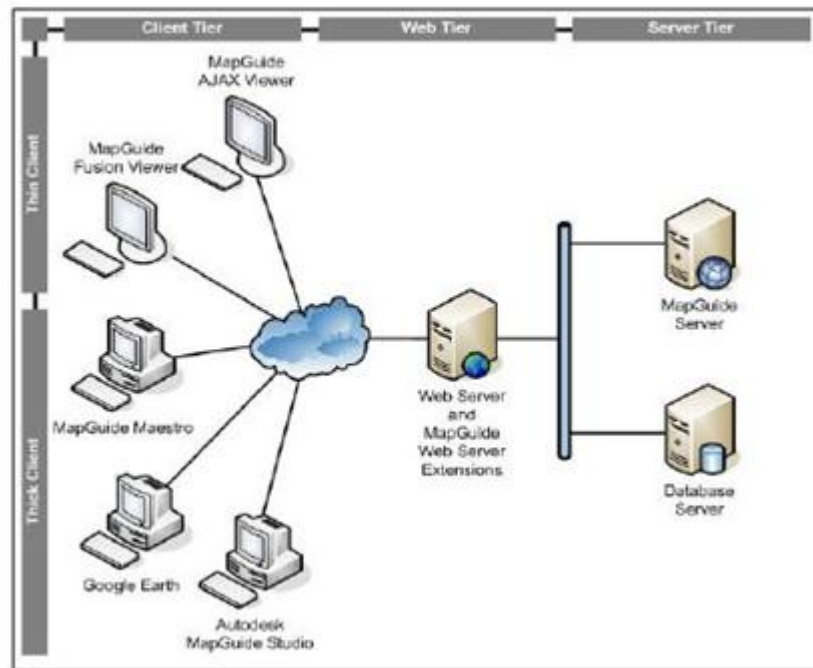 Client Tier
Web Tier
Server Tier
Thin Client
Thick Client
MapGuide
AJAX Viewer
MapGuide
Fusion Viewer
MapGuide Maestro
Google Earth
Autodesk
MapGuide Studio
Web Server
and
MapGuide
Web Server
Extensions
MapGuide
Server
Database
Server